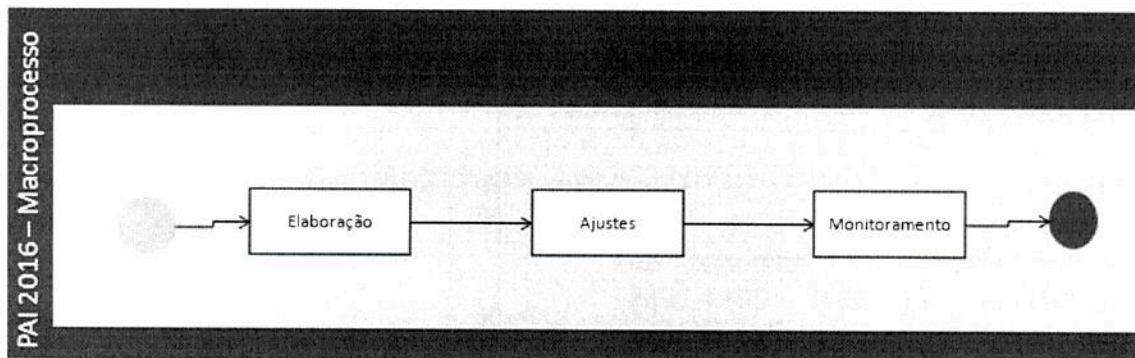 PAI 2016 – Macroprocesso
Elaboração
Ajustes
Monitoramento